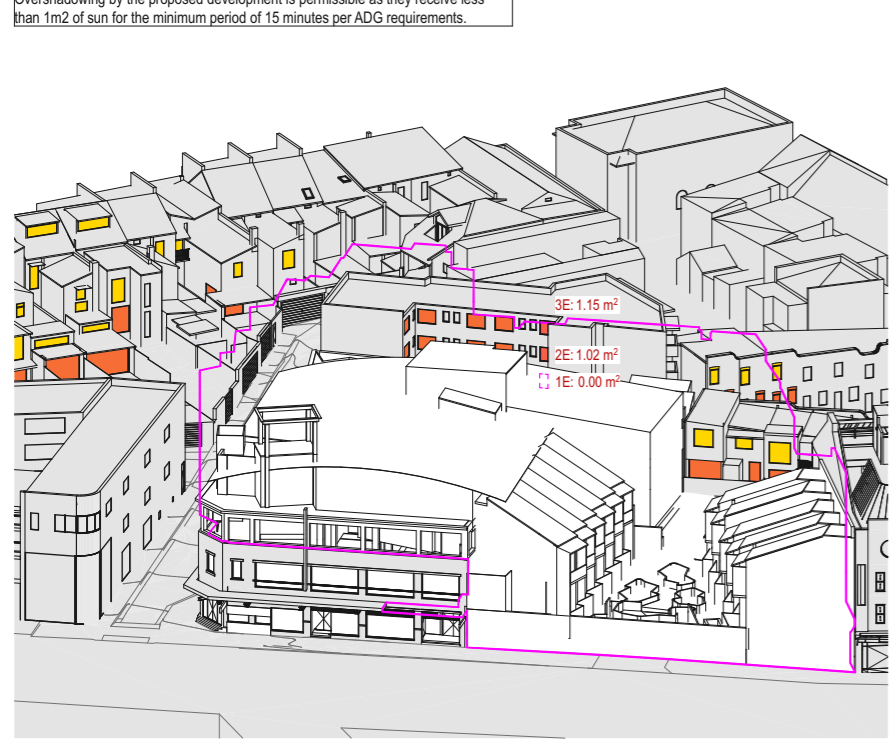 Overshadowing by the proposed development is permissible as they receive less
than 1m2 of sun for the minimum period of 15 minutes per ADG requirements.
3E: 1.15 m²
2E: 1.02 m²
1E: 0.00 m²